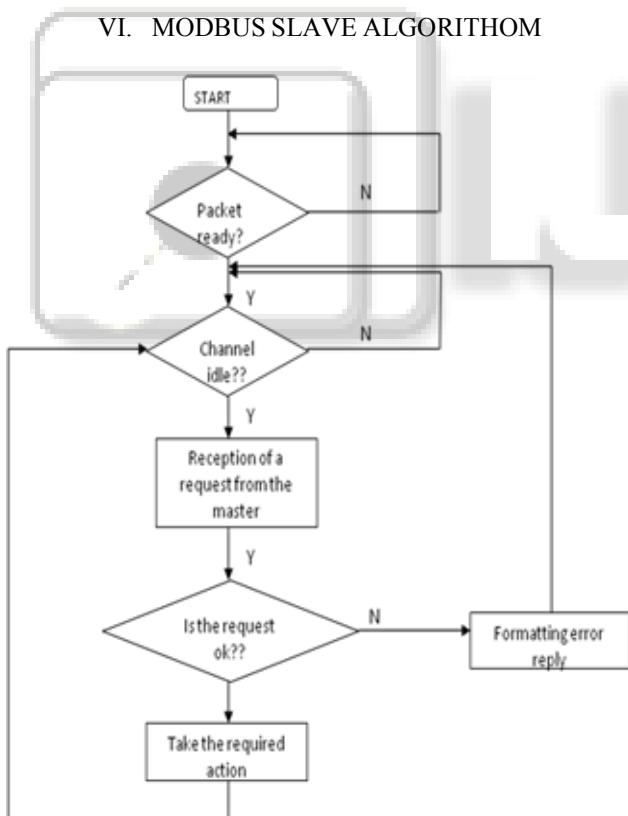 VI. MODBUS SLAVE ALGORITHOM
START
N
Packet
ready?
Y
N
Channel
idle??
Y
Reception of a
request from the
master
Y
Is the request
ok??
N
Formatting error
reply
Take the required
action